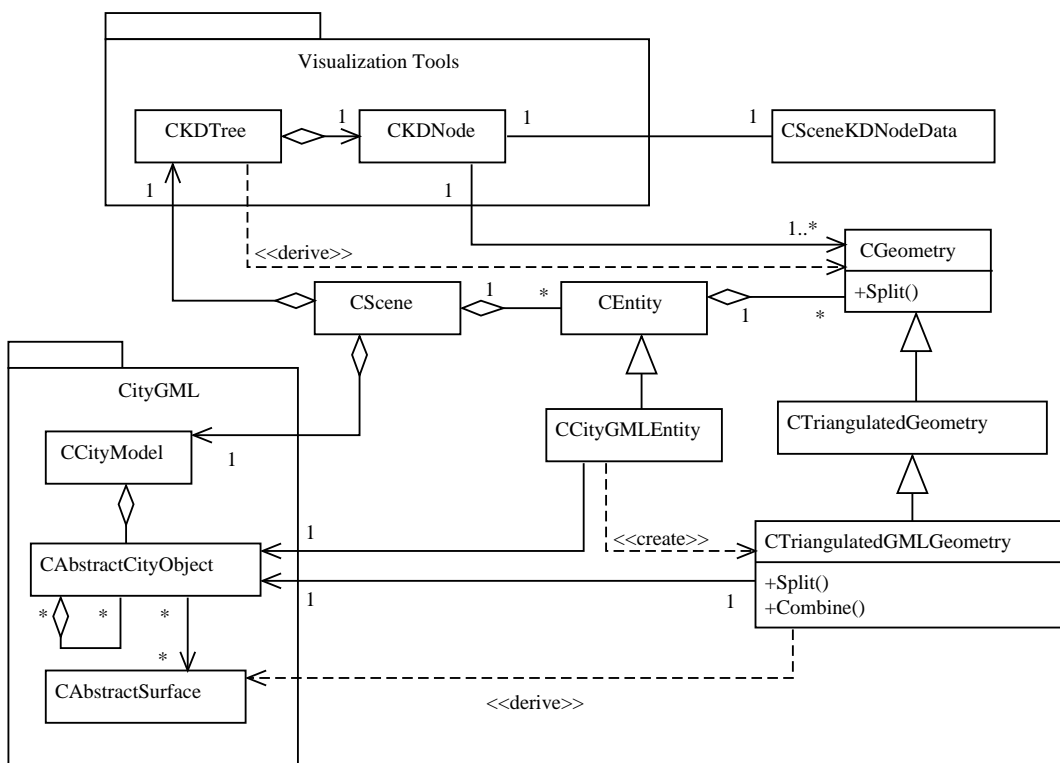 Visualization Tools
CKDTree
1
CKDNode
1
1
CSceneKDNodeData
1
1
1..*
<<derive>>
CGeometry
+Split()
CScene
1
*
CEntity
1
*
CityGML
CCityModel
1
CCityGMLEntity
CTriangulatedGeometry
<<create>>
1
CAbstractCityObject
CTriangulatedGMLGeometry
+Split()
+Combine()
1
1
*
*
*
*
CAbstractSurface
<<derive>>